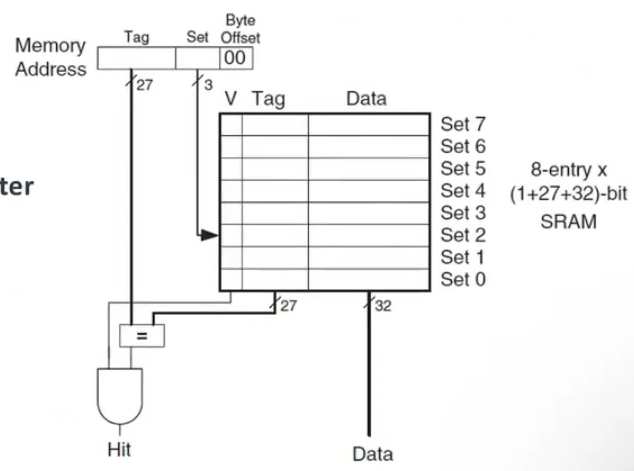 Memory
Address
Tag
Set
Byte
Offset
00
27
3
V Tag Data
Set 7
Set 6
Set 5
Set 4
Set 3
Set 2
Set 1
Set 0
8-entry x
(1+27+32)-bit
SRAM
ter
27
32
=
Hit
Data